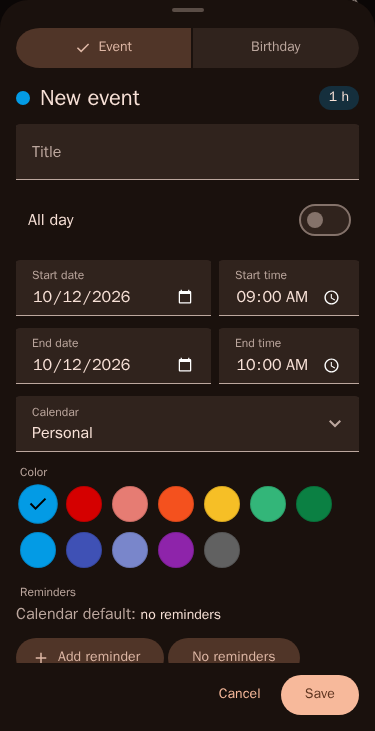 Event
Birthday
New event
1 h
Title
All day
Start date
10/12/2026
Start time
09:00 AM
End date
10/12/2026
End time
10:00 AM
Calendar
Personal
Color
Reminders
Calendar default: no reminders
+ Add reminder
No reminders
Cancel
Save